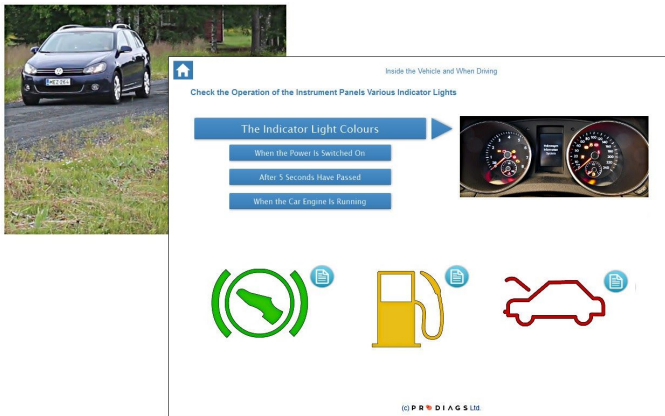 Inside the Vehicle and When Driving
Check the Operation of the Instrument Panels Various Indicator Lights
The Indicator Light Colours
When the Power Is Switched On
After 5 Seconds Have Passed
When the Car Engine Is Running
(c) PRODIAGS Ltd.